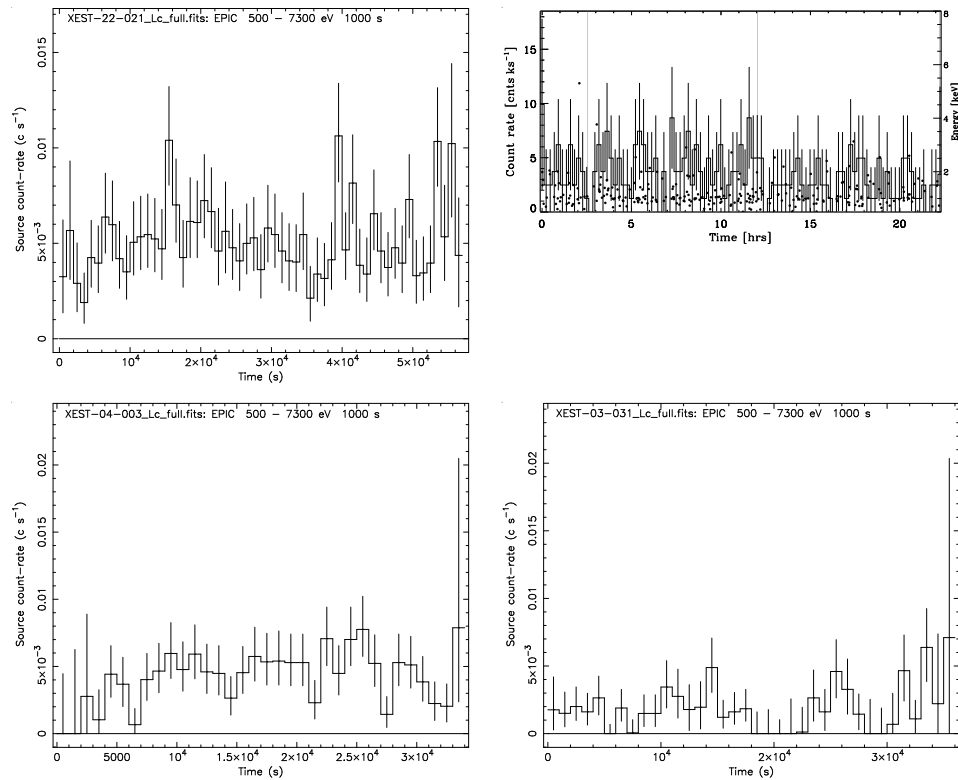 XEST-22-021_Lc_full.fits: EPIC 500 – 7300 eV 1000 s
Source count-rate (c s⁻¹)
0.015
0.01
5×10⁻³
0
0 10⁴ 2×10⁴ 3×10⁴ 4×10⁴ 5×10⁴
Time (s)
Count rate [cnts ks⁻¹]
15
10
5
0
8
6
4
2
Energy [keV]
0 5 10 15 20
Time [hrs]
XEST-04-003_Lc_full.fits: EPIC 500 – 7300 eV 1000 s
Source count-rate (c s⁻¹)
0.02
0.015
0.01
5×10⁻³
0
0 5000 10⁴ 1.5×10⁴ 2×10⁴ 2.5×10⁴ 3×10⁴
Time (s)
XEST-03-031_Lc_full.fits: EPIC 500 – 7300 eV 1000 s
Source count-rate (c s⁻¹)
0.02
0.015
0.01
5×10⁻³
0
0 10⁴ 2×10⁴ 3×10⁴
Time (s)